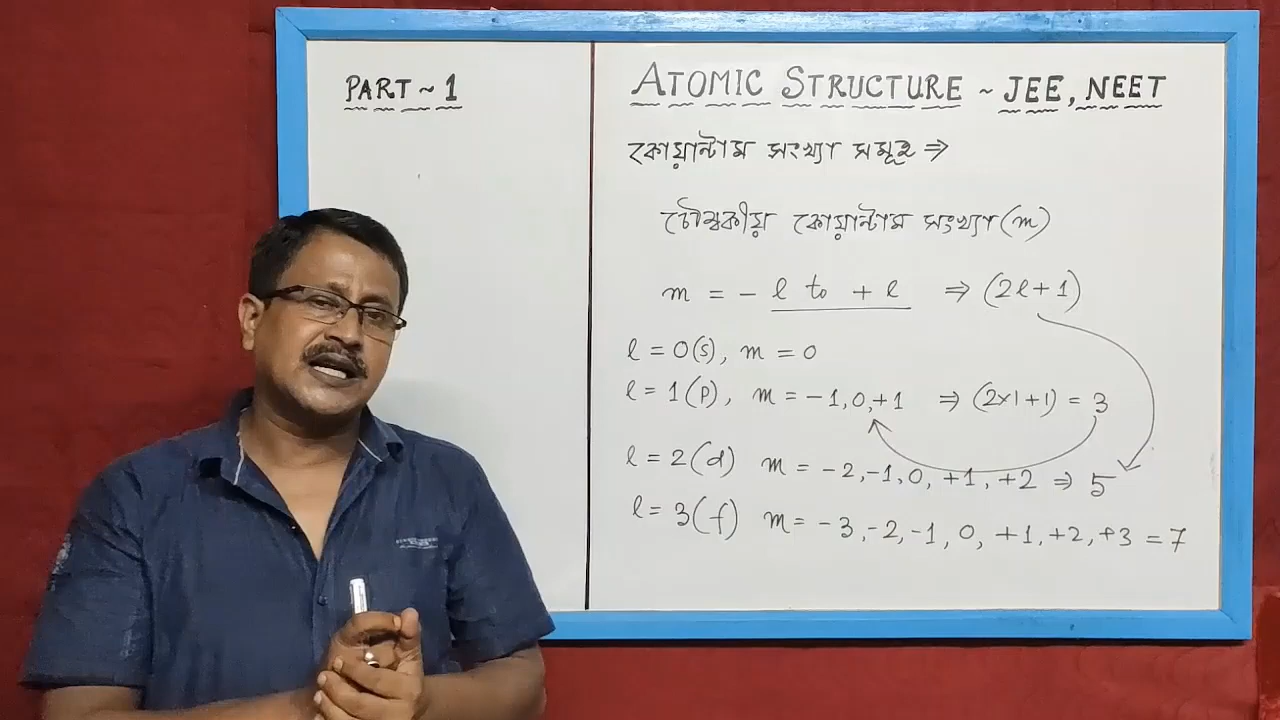 PART ~ 1
ATOMIC STRUCTURE ~ JEE, NEET
কোয়ান্টাম সংখ্যা সমূহ ⇒
চৌম্বকীয় কোয়ান্টাম সংখ্যা (m)
m = - l to + l ⇒ (2l+1)
l = 0(s), m = 0
l = 1(p), m = -1,0,+1 ⇒ (2×1+1) = 3
l = 2(d) m = -2,-1,0,+1,+2 ⇒ 5
l = 3(f) m = -3,-2,-1,0,+1,+2,+3 = 7